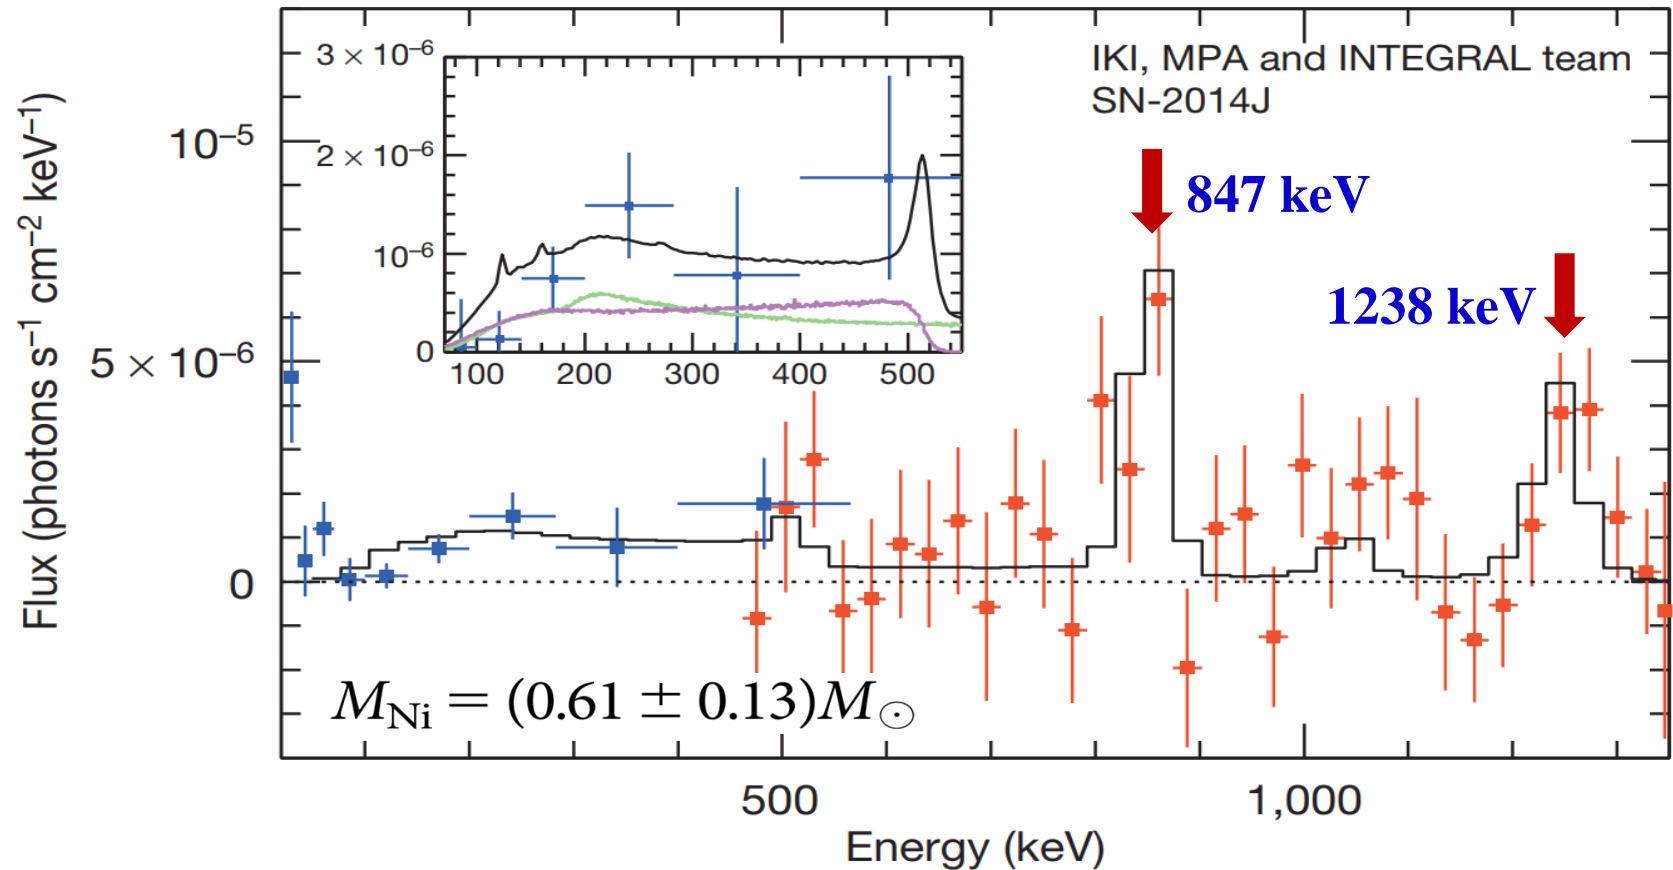 IKI, MPA and INTEGRAL team
SN-2014J
3 × 10⁻⁶
2 × 10⁻⁶
10⁻⁶
0
100 200 300 400 500
847 keV
1238 keV
Flux (photons s⁻¹ cm⁻² keV⁻¹)
10⁻⁵
5 × 10⁻⁶
0
M_Ni = (0.61 ± 0.13)M_☉
500 1,000
Energy (keV)